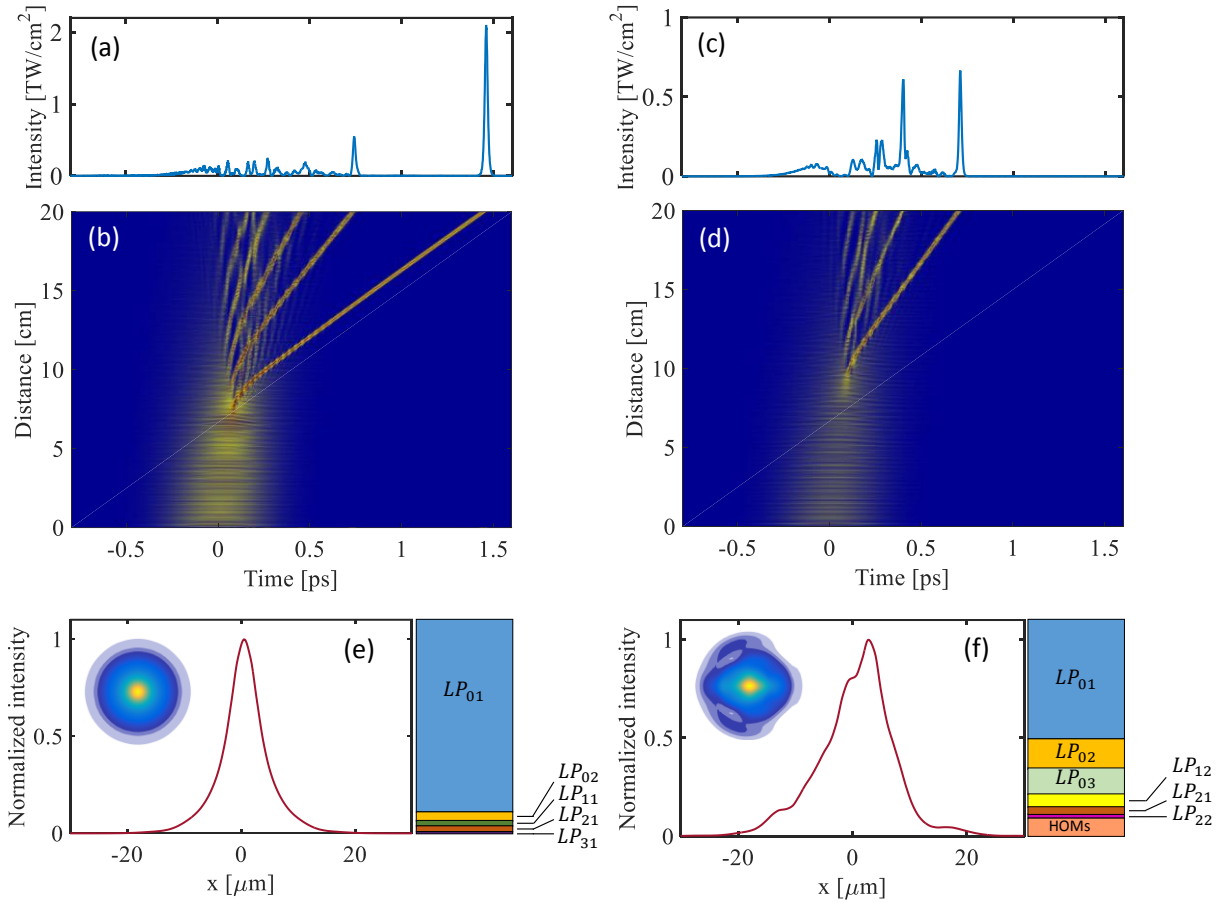 (a)
Intensity [TW/cm²]
2
1
0
(c)
Intensity [TW/cm²]
1
0.5
0
(b)
Distance [cm]
20
15
10
5
0
-0.5 0 0.5 1 1.5
Time [ps]
(d)
Distance [cm]
20
15
10
5
0
-0.5 0 0.5 1 1.5
Time [ps]
(e)
Normalized intensity
1
0.5
0
-20 0 20
x [μm]
LP₀₁
LP₀₂
LP₁₁
LP₂₁
LP₃₁
(f)
Normalized intensity
1
0.5
0
-20 0 20
x [μm]
LP₀₁
LP₀₂
LP₀₃
LP₁₂
LP₂₁
LP₂₂
HOMs